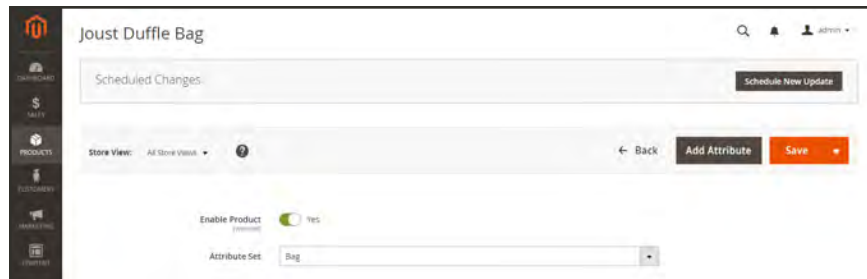 Joust Duffle Bag
admin
Scheduled Changes
Schedule New Update
DASHBOARD
SALES
PRODUCTS
Store View: All Store Views
← Back
Add Attribute
Save
CUSTOMERS
Enable Product
Yes
MARKETING
Attribute Set
Bag
CONTENT